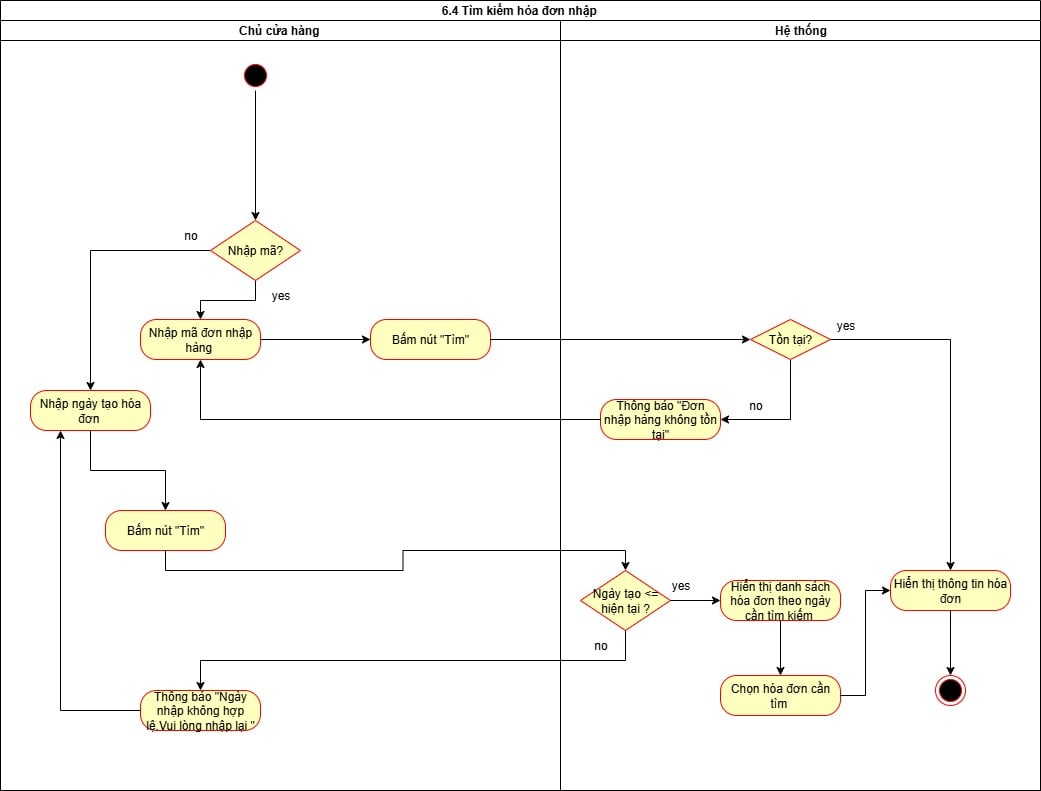 6.4 Tìm kiếm hóa đơn nhập
Chủ cửa hàng
Hệ thống
no
Nhập mã?
yes
Nhập mã đơn nhập
hàng
Bấm nút "Tìm"
Tồn tại?
yes
Nhập ngày tạo hóa
đơn
Thông báo "Đơn
nhập hàng không tồn
tại"
no
Bấm nút "Tìm"
Ngày tạo <=
hiện tại ?
yes
Hiển thị danh sách
hóa đơn theo ngày
cần tìm kiếm
Hiển thị thông tin hóa
đơn
no
Thông báo "Ngày
nhập không hợp
lệ.Vui lòng nhập lại "
Chọn hóa đơn cần
tìm